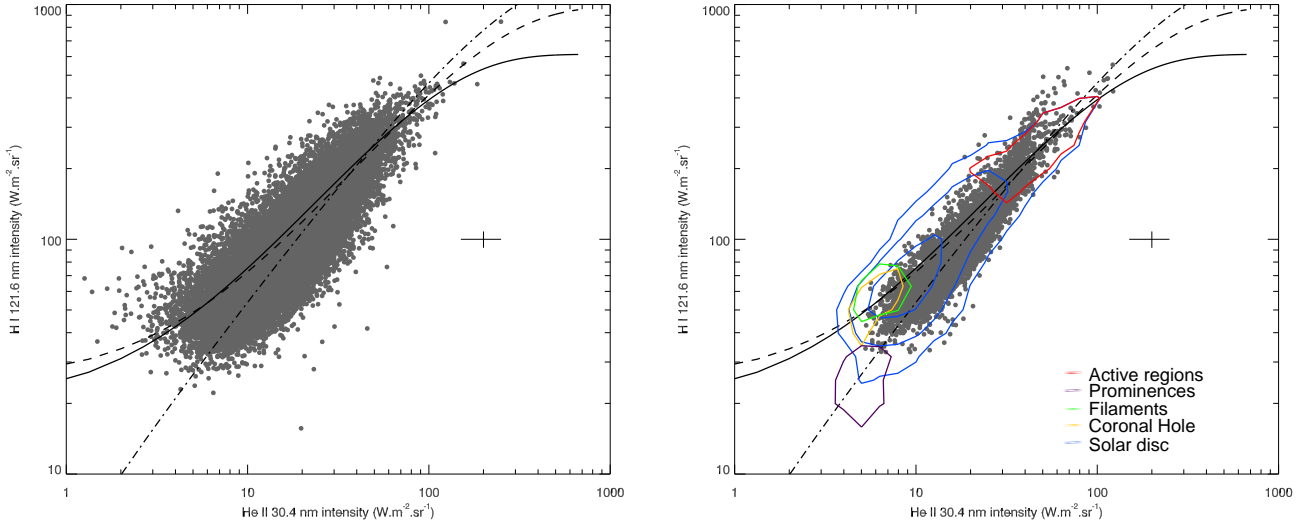 1000
100
10
H I 121.6 nm intensity (W.m-2.sr-1)
1 10 100 1000
He II 30.4 nm intensity (W.m-2.sr-1)
1000
100
10
H I 121.6 nm intensity (W.m-2.sr-1)
Active regions
Prominences
Filaments
Coronal Hole
Solar disc
1 10 100 1000
He II 30.4 nm intensity (W.m-2.sr-1)